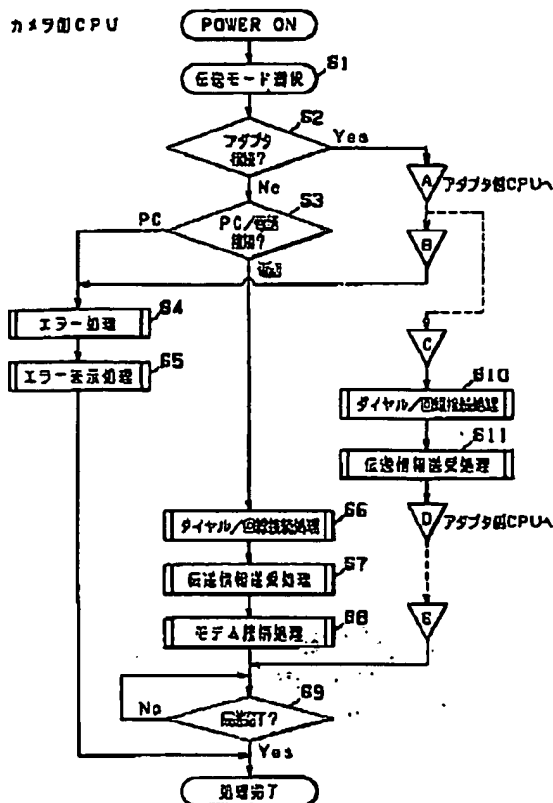 カメラ側CPU
POWER ON
伝送モード選択
S1
アダプタ
接続?
S2
Yes
No
A
アダプタ側CPUへ
PC/電話
接続?
S3
PC
電話
B
エラー処理
S4
エラー表示処理
S5
C
ダイヤル/回線接続処理
S10
伝送情報送受処理
S11
D
アダプタ側CPUへ
ダイヤル/回線接続処理
S6
伝送情報送受処理
S7
モデム接続処理
S8
E
S9
No
Yes
処理完了